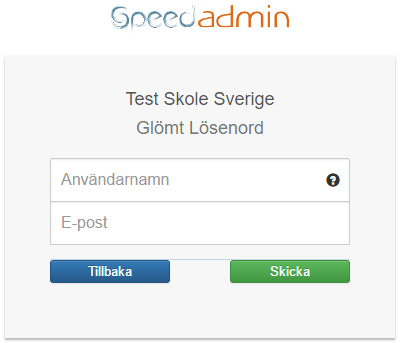 Speedadmin
Test Skole Sverige
Glömt Lösenord
Användarnamn
E-post
Tillbaka Skicka